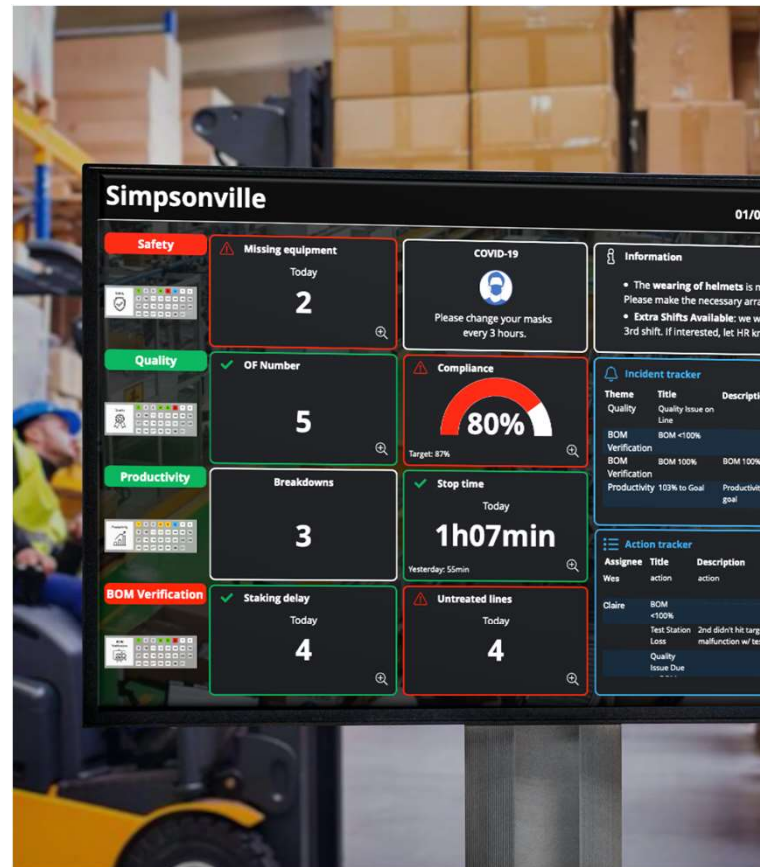 Simpsonville
01/0
Safety
Missing equipment
Today
2
COVID-19
Please change your masks
every 3 hours.
Information
• The wearing of helmets is
Please make the necessary
• Extra Shifts Available: we
3rd shift. If interested, let HR
Quality
OF Number
5
Compliance
80%
Target: 87%
Incident tracker
Theme Title
Quality Quality Issue on
Line
BOM BOM <100%
Verification
BOM BOM 100% BOM 100%
Verification
Productivity 103% to Goal
goal
Productivity
Breakdowns
3
Stop time
Today
1h07min
Yesterday: 55min
Action tracker
Assignee Title Description
Wes action action
Claire BOM
<100%
Test Station 2nd didn't hit
Loss malfunction w/
Quality
Issue Due
BOM Verification
Staking delay
Today
4
Untreated lines
Today
4